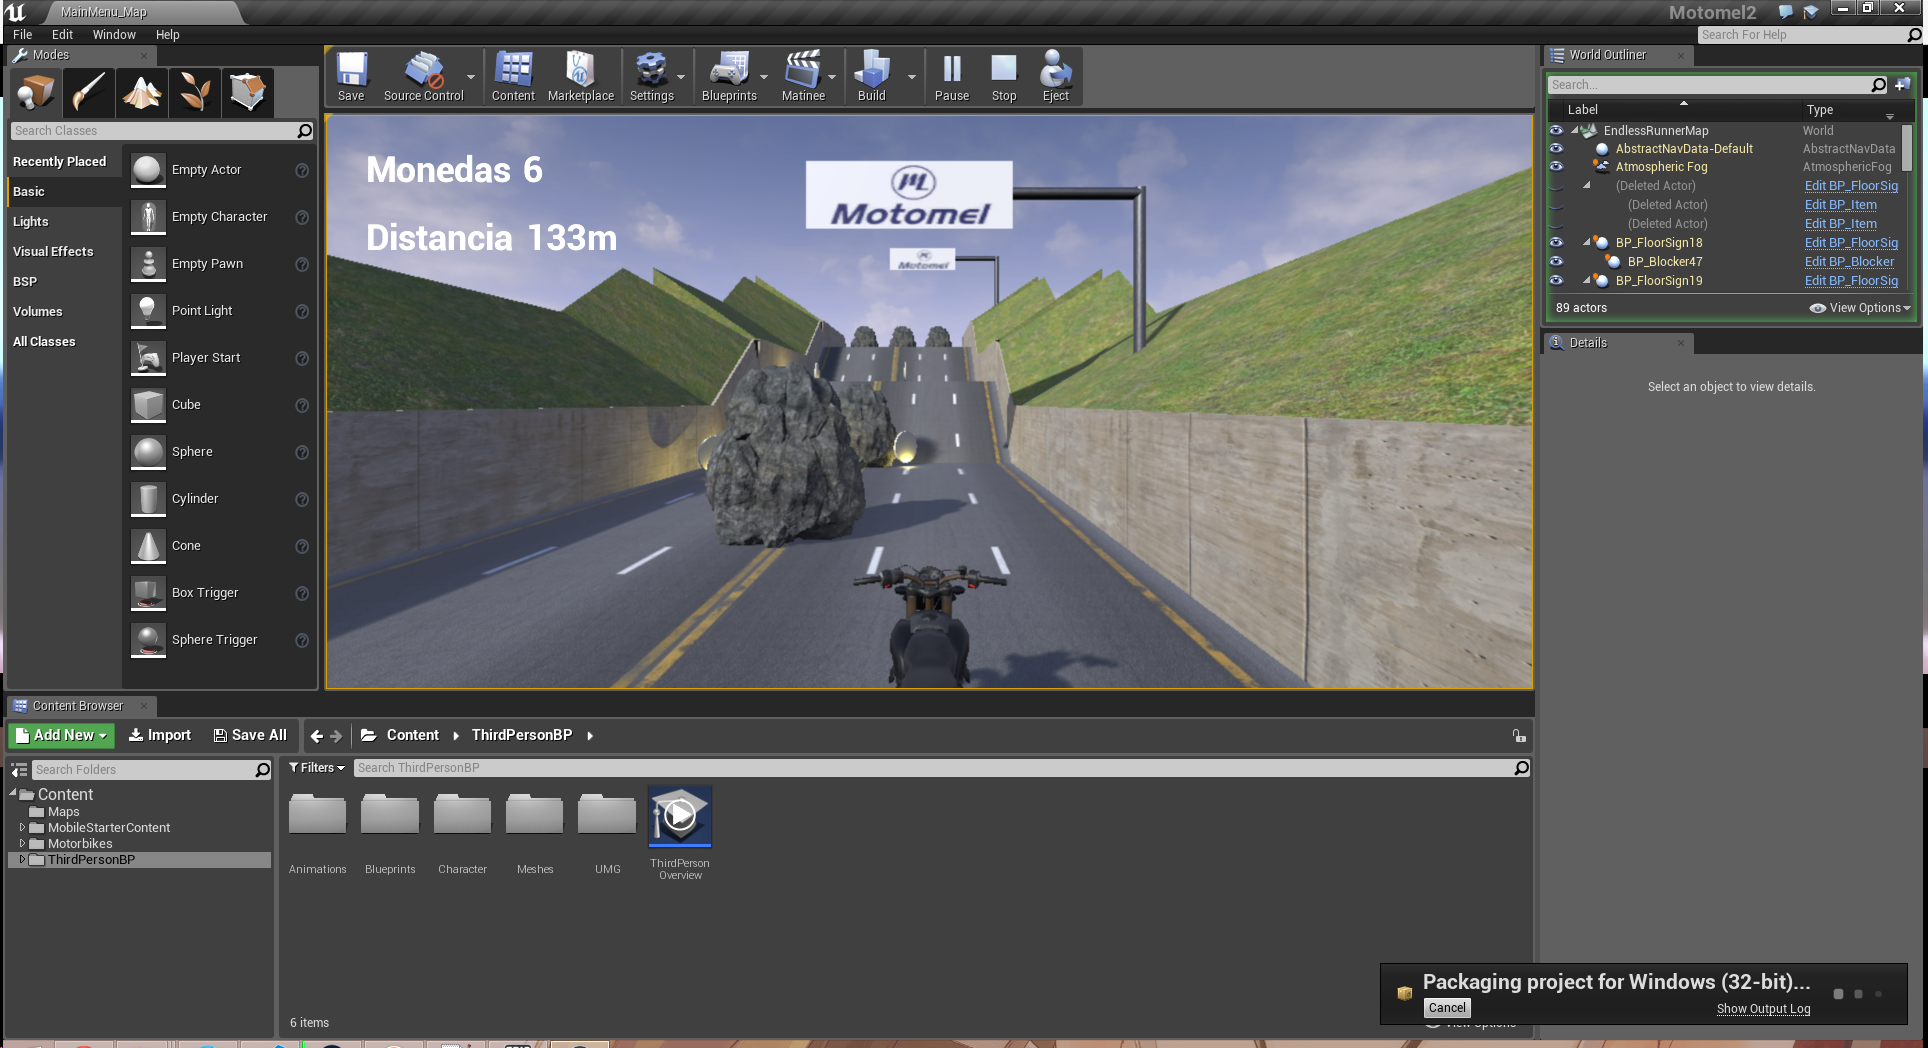 MainMenu_Map
Motomel2
File Edit Window Help
Search For Help
Modes
Search Classes
Recently Placed
Basic
Lights
Visual Effects
BSP
Volumes
All Classes
Empty Actor
Empty Character
Empty Pawn
Point Light
Player Start
Cube
Sphere
Cylinder
Cone
Box Trigger
Sphere Trigger
Save Source Control Content Marketplace Settings Blueprints Matinee Build Pause Stop Eject
Monedas 6
Distancia 133m
Motomel
Motomel
World Outliner
Search...
Label Type
EndlessRunnerMap World
AbstractNavData-Default AbstractNavData
Atmospheric Fog AtmosphericFog
(Deleted Actor) Edit BP_FloorSig
(Deleted Actor) Edit BP_Item
(Deleted Actor) Edit BP_Item
BP_FloorSign18 Edit BP_FloorSig
BP_Blocker47 Edit BP_Blocker
BP_FloorSign19 Edit BP_FloorSig
89 actors View Options
Details
Select an object to view details.
Content Browser
Add New Import Save All Content ThirdPersonBP
Search Folders
Content
Maps
MobileStarterContent
Motorbikes
ThirdPersonBP
Filters Search ThirdPersonBP
Animations Blueprints Character Meshes UMG ThirdPerson
Overview
6 items
Packaging project for Windows (32-bit)...
Cancel
Show Output Log
View Options